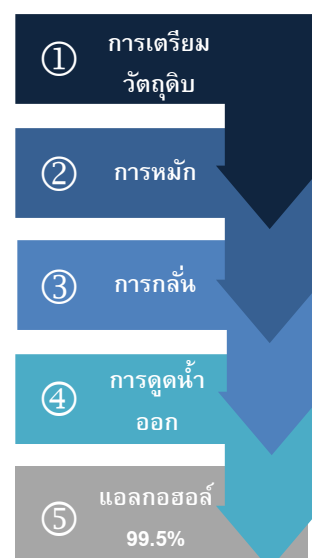 ①
การเตรียม
วัตถุดิบ
②
การหมัก
③
การกลั่น
④
การดูดน้ำ
ออก
⑤
แอลกอฮอล์
99.5%